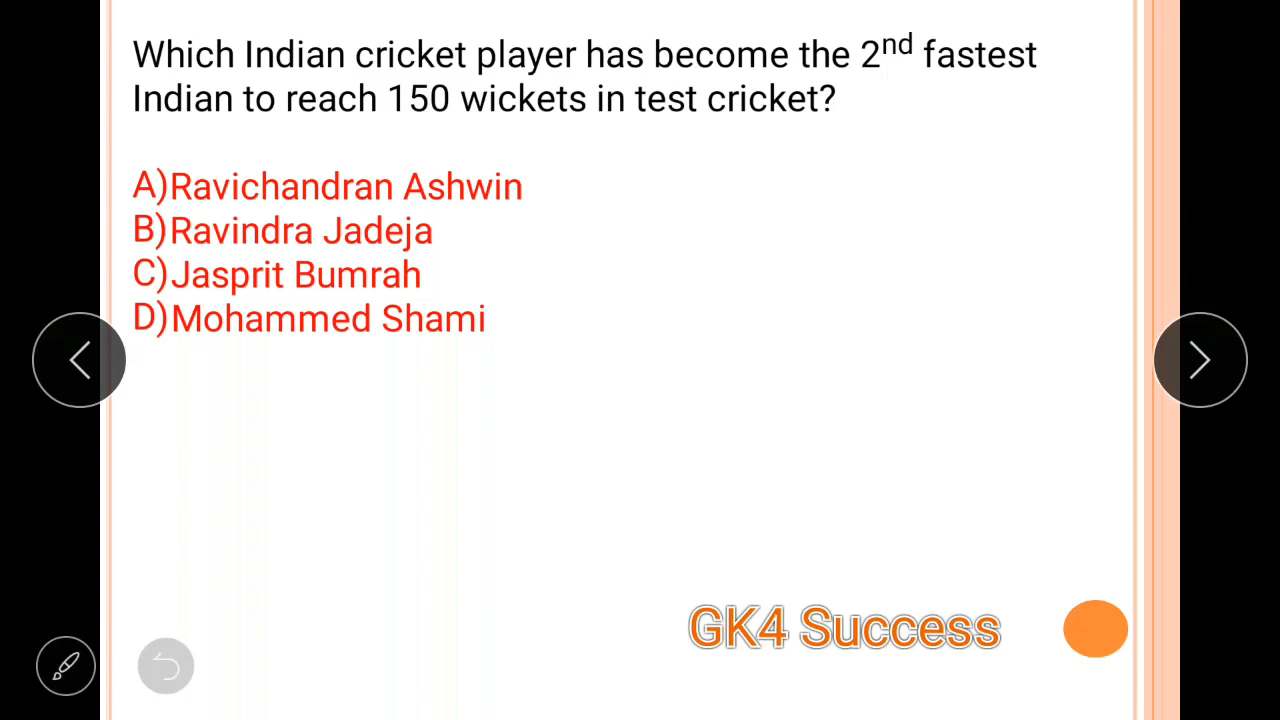 Which Indian cricket player has become the 2nd fastest
Indian to reach 150 wickets in test cricket?
A)Ravichandran Ashwin
B)Ravindra Jadeja
C)Jasprit Bumrah
D)Mohammed Shami
GK4 Success